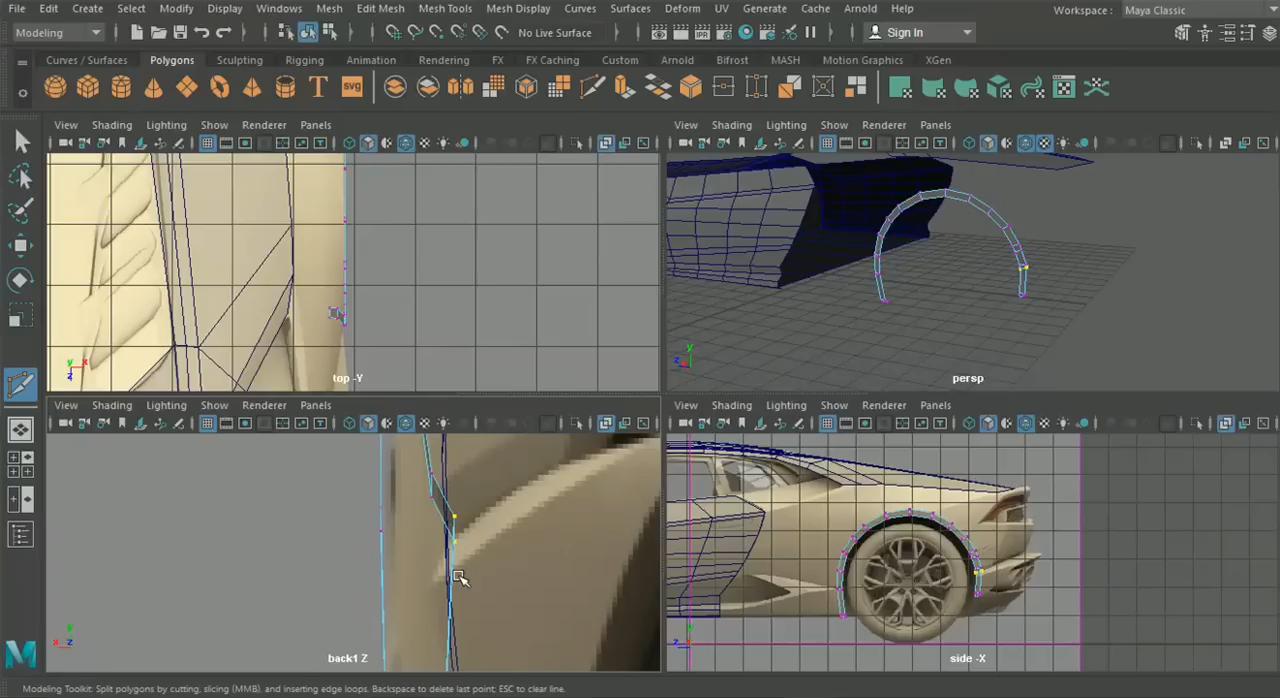 File Edit Create Select Modify Display Windows Mesh Edit Mesh Mesh Tools Mesh Display Curves Surfaces Deform UV Generate Cache Arnold Help Workspace : Maya Classic
Modeling No Live Surface Sign In
Curves / Surfaces Polygons Sculpting Rigging Animation Rendering FX FX Caching Custom Arnold Bifrost MASH Motion Graphics XGen
View Shading Lighting Show Renderer Panels
top -Y
View Shading Lighting Show Renderer Panels
persp
View Shading Lighting Show Renderer Panels
back1 Z
View Shading Lighting Show Renderer Panels
side -X
Modeling Toolkit: Split polygons by cutting, slicing (MMB), and inserting edge loops. Backspace to delete last point; ESC to clear line.